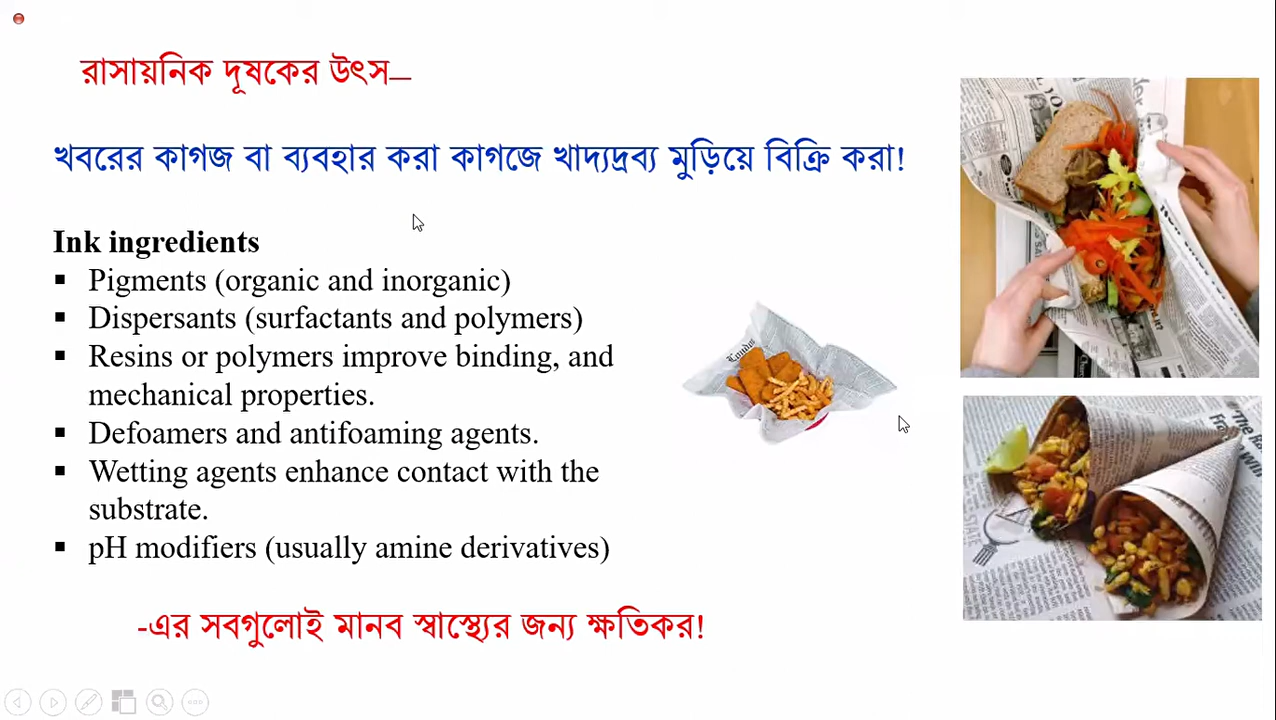 রাসায়নিক দূষকের উৎস–
খবরের কাগজ বা ব্যবহার করা কাগজে খাদ্যদ্রব্য মুড়িয়ে বিক্রি করা!
Ink ingredients
▪ Pigments (organic and inorganic)
▪ Dispersants (surfactants and polymers)
▪ Resins or polymers improve binding, and
mechanical properties.
▪ Defoamers and antifoaming agents.
▪ Wetting agents enhance contact with the
substrate.
▪ pH modifiers (usually amine derivatives)
-এর সবগুলোই মানব স্বাস্থ্যের জন্য ক্ষতিকর!